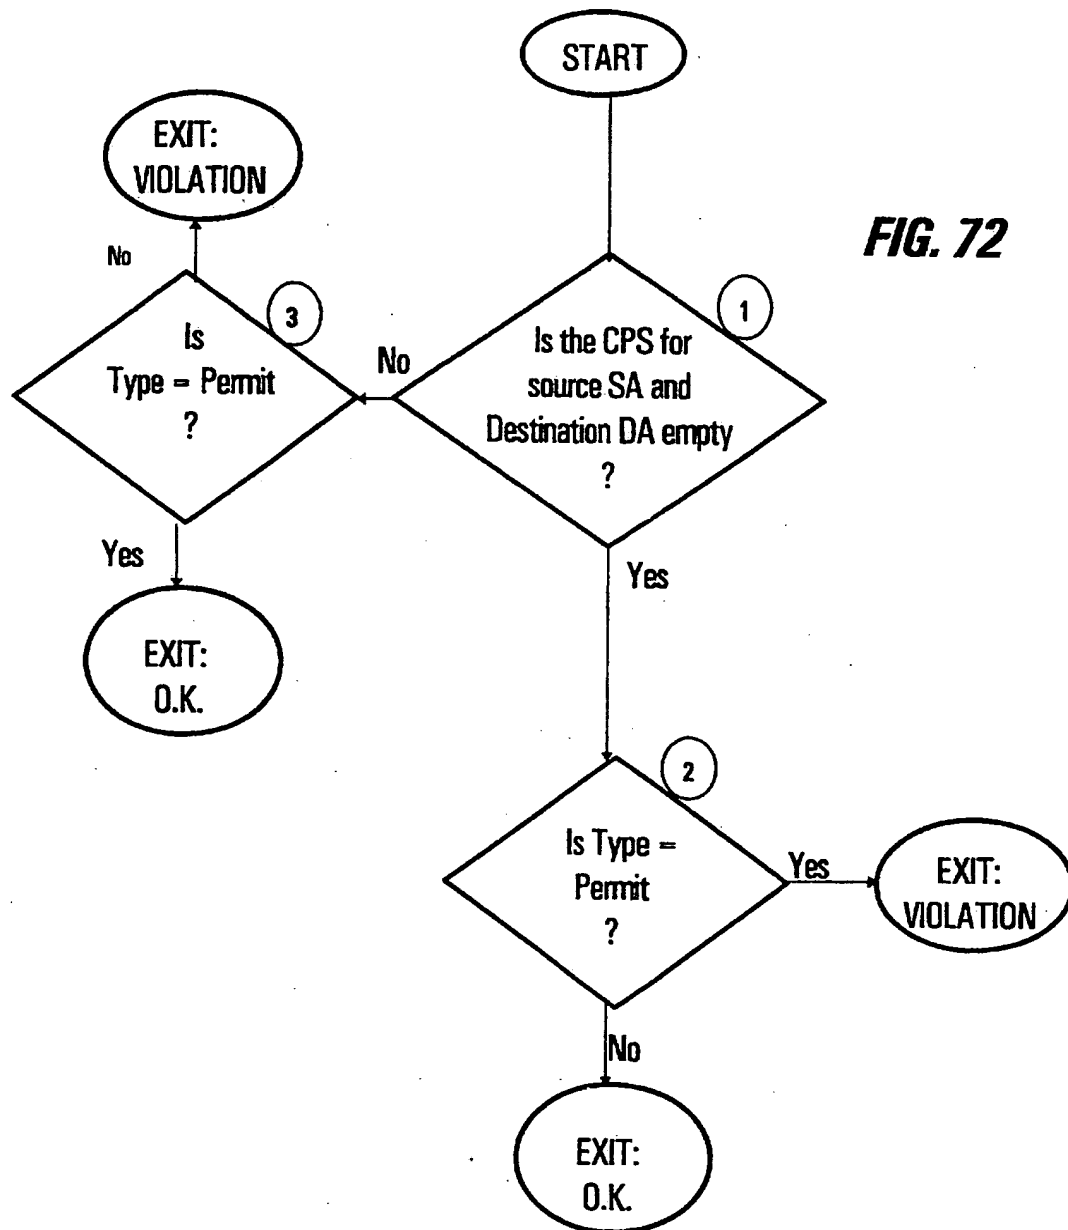 START
EXIT:
VIOLATION
FIG. 72
No
3
1
Is
Type = Permit
?
No
Is the CPS for
source SA and
Destination DA empty
?
Yes
Yes
EXIT:
O.K.
2
Is Type =
Permit
?
Yes
EXIT:
VIOLATION
No
EXIT:
O.K.